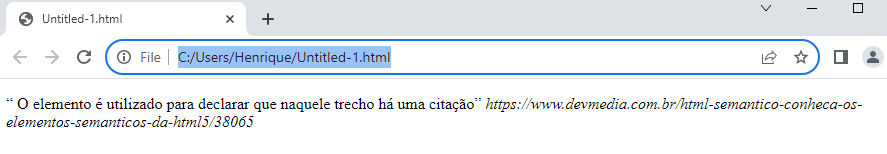 Untitled-1.html
File
C:/Users/Henrique/Untitled-1.html
“ O elemento é utilizado para declarar que naquele trecho há uma citação” https://www.devmedia.com.br/html-semantico-conheca-os-
elementos-semanticos-da-html5/38065